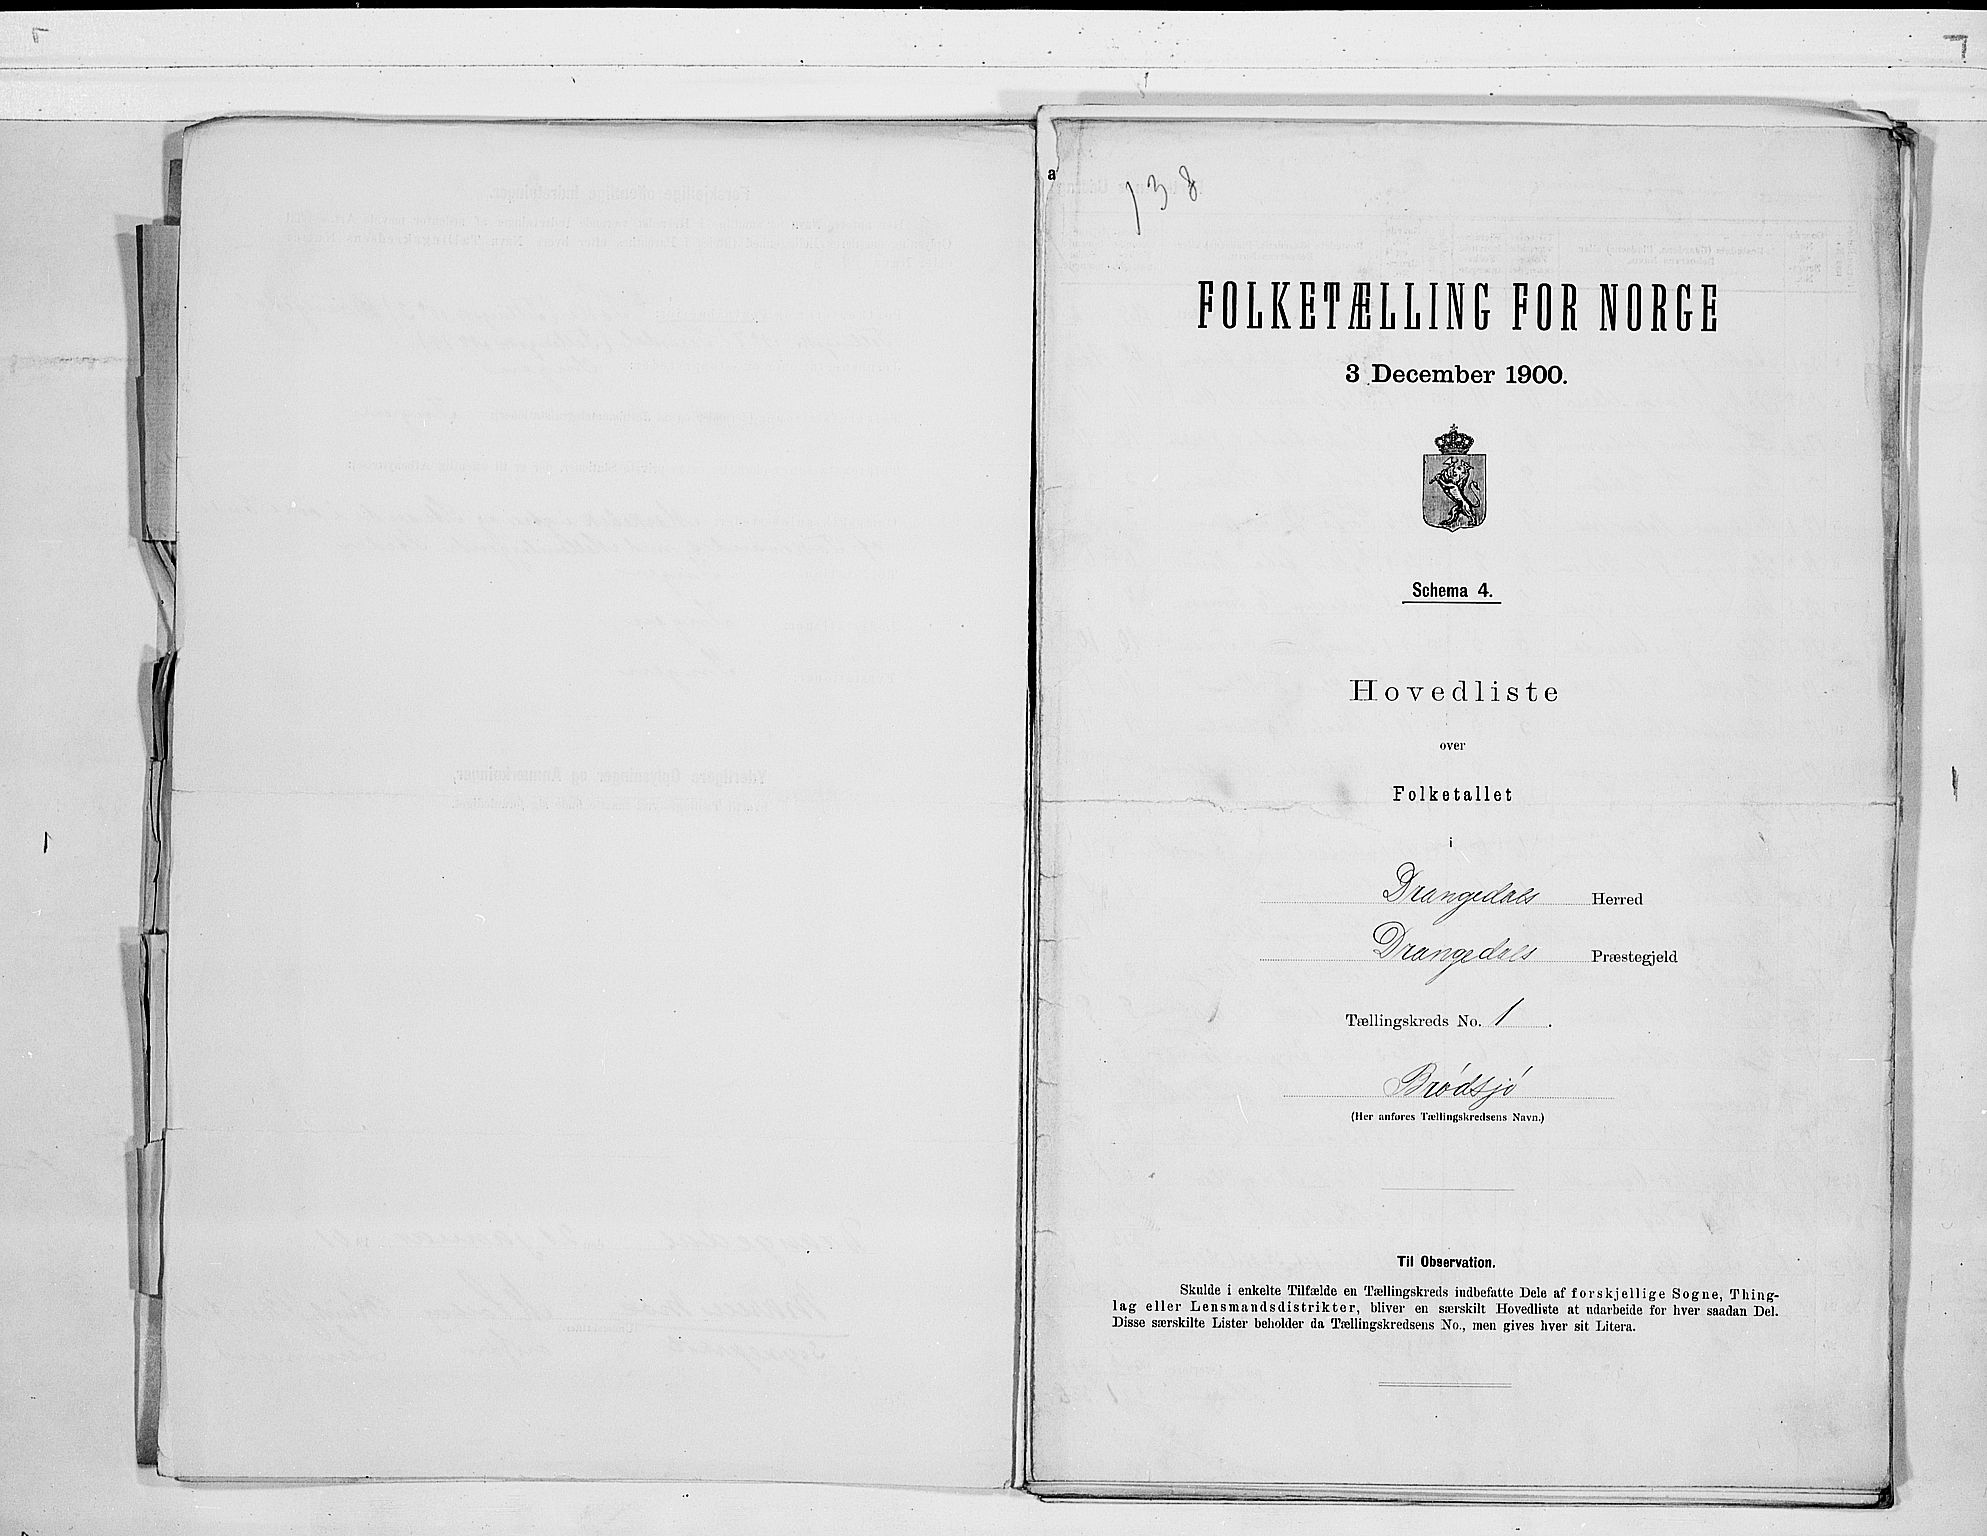 a
138
FOLKETÆLLING FOR NORGE
3 December 1900.
Schema 4.
Hovedliste
over
Folketallet
i
Drangedals Herred
Drangedals Præstegjeld
Tællingskreds No. 1.
Brødsjø
(Her anføres Tællingskredsens Navn.)
Til Observation.
Skulde i enkelte Tilfælde en Tællingskreds indbefatte Dele af forskjellige Sogne, Thing-
lag eller Lensmandsdistrikter, bliver en særskilt Hovedliste at udarbeide for hver saadan Del.
Disse særskilte Lister beholder da Tællingskredsens No., men gives hver sit Litera.